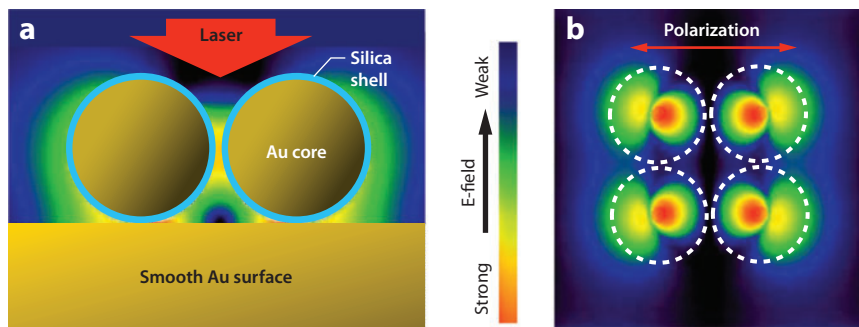 a
Laser
Silica
shell
Au core
Smooth Au surface
Weak
E-field
Strong
b
Polarization